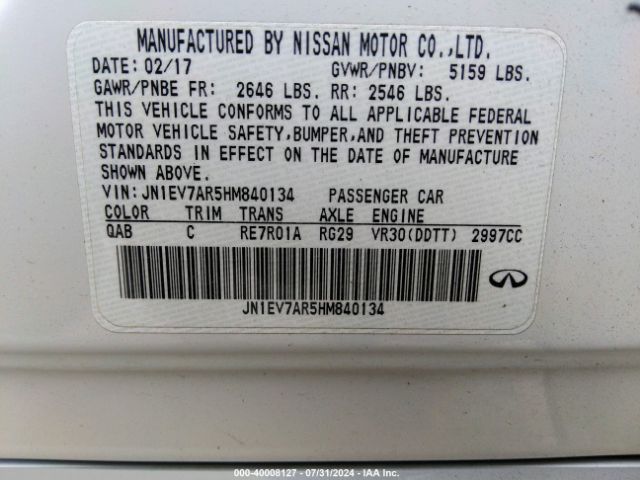 MANUFACTURED BY NISSAN MOTOR CO.,LTD.
DATE: 02/17 GVWR/PNBV: 5159 LBS.
GAWR/PNBE FR: 2646 LBS. RR: 2546 LBS.
THIS VEHICLE CONFORMS TO ALL APPLICABLE FEDERAL
MOTOR VEHICLE SAFETY,BUMPER,AND THEFT PREVENTION
STANDARDS IN EFFECT ON THE DATE OF MANUFACTURE
SHOWN ABOVE.
VIN:JN1EV7AR5HM840134 PASSENGER CAR
COLOR TRIM TRANS AXLE ENGINE
QAB C RE7R01A RG29 VR30(DDTT) 2997CC
JN1EV7AR5HM840134
000-40008127 - 07/31/2024 - IAA Inc.